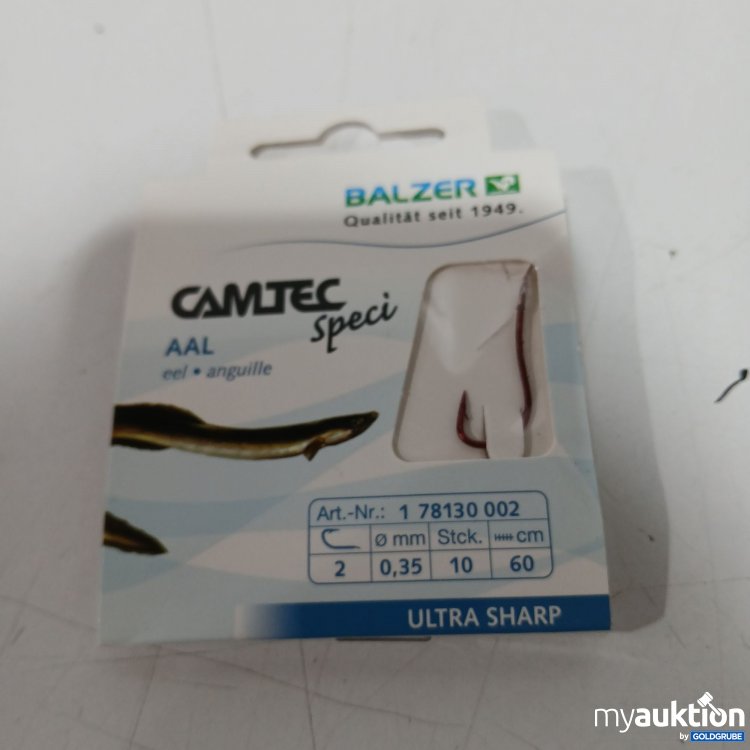 BALZER
Qualität seit 1949.
CAMTEC
Speci
AAL
eel • anguille
Art.-Nr.: 1 78130 002
ø mm Stck. cm
2 0,35 10 60
ULTRA SHARP
myauktion
by GOLDGRUBE